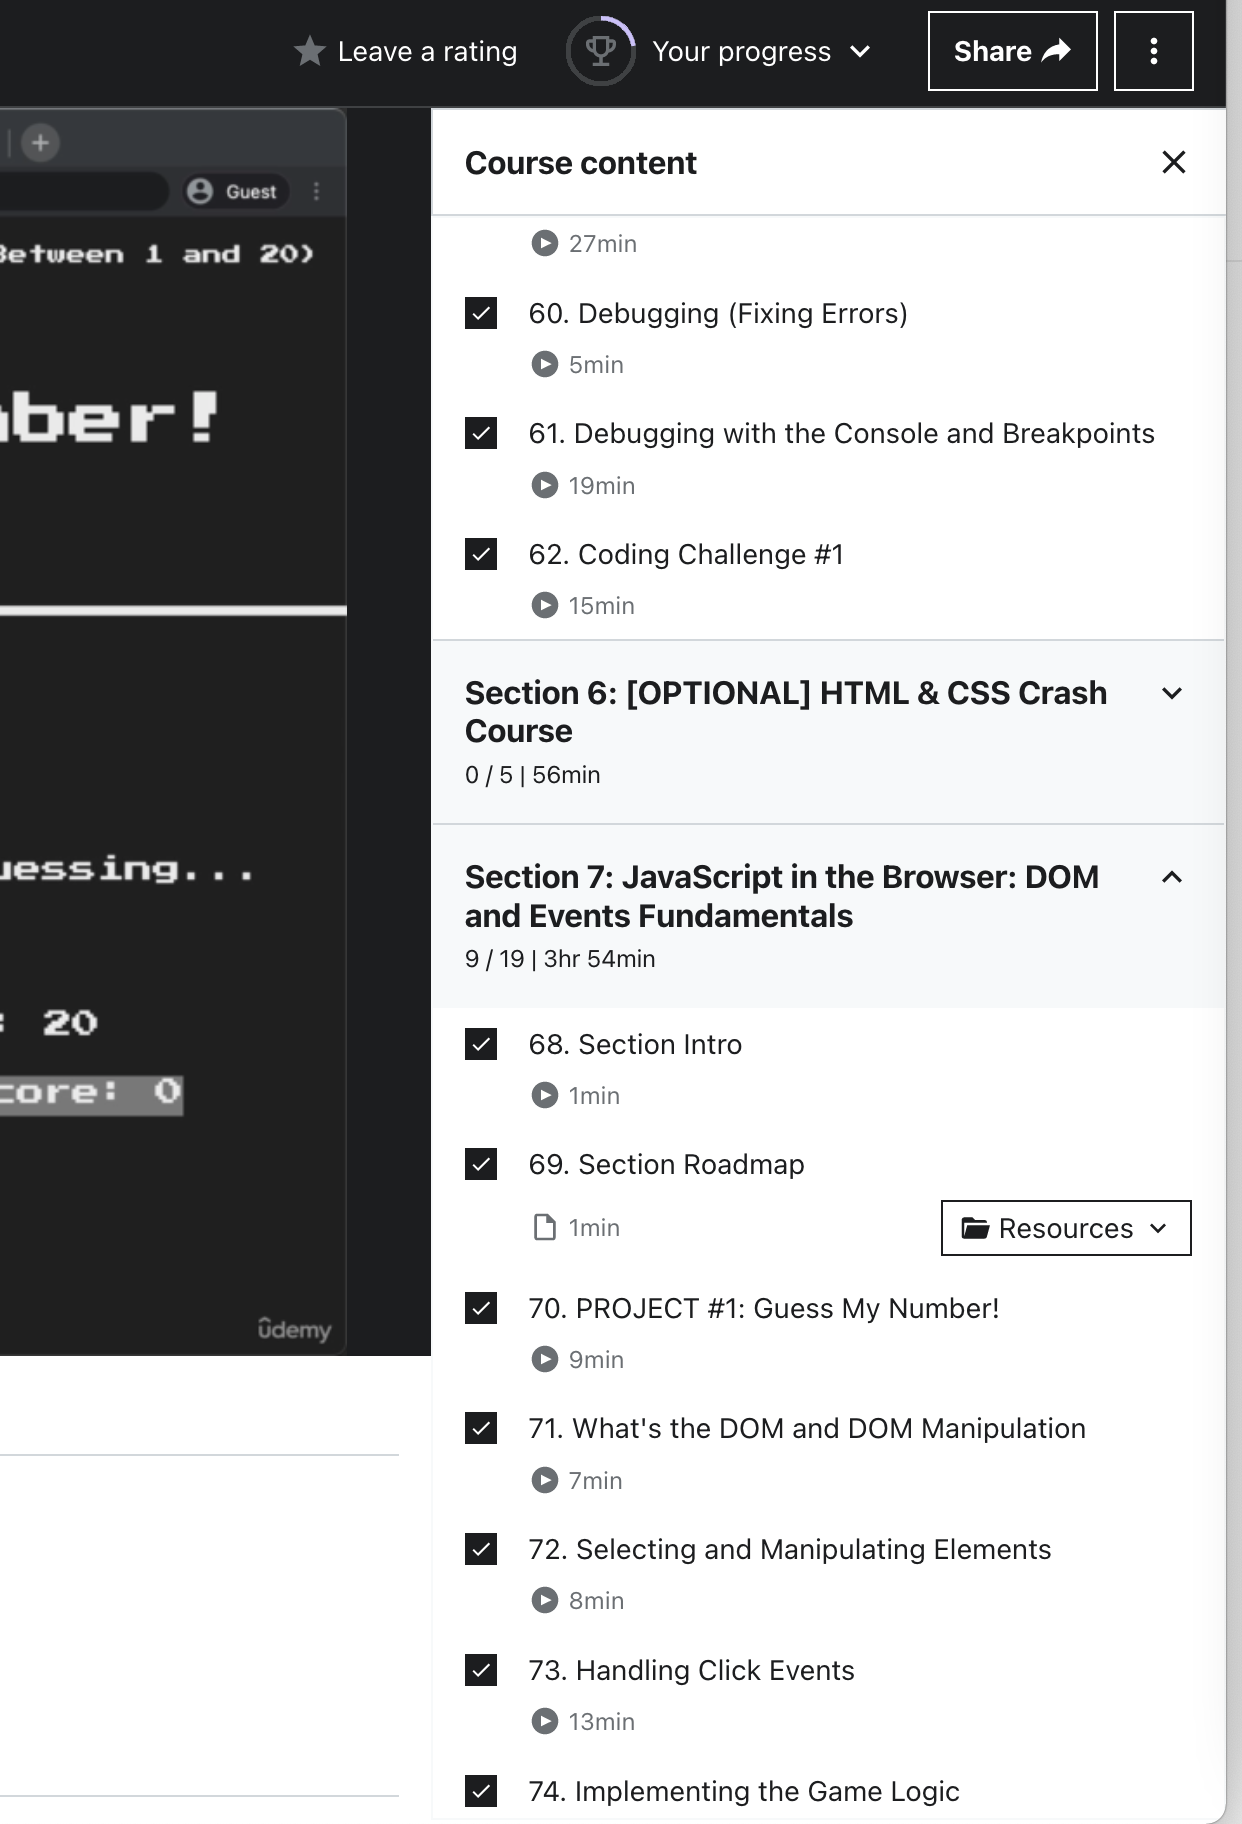 Leave a rating
Your progress
Share
Course content
27min
60. Debugging (Fixing Errors)
5min
61. Debugging with the Console and Breakpoints
19min
62. Coding Challenge #1
15min
Section 6: [OPTIONAL] HTML & CSS Crash
Course
0 / 5 | 56min
Section 7: JavaScript in the Browser: DOM
and Events Fundamentals
9 / 19 | 3hr 54min
68. Section Intro
1min
69. Section Roadmap
1min
Resources
70. PROJECT #1: Guess My Number!
9min
71. What's the DOM and DOM Manipulation
7min
72. Selecting and Manipulating Elements
8min
73. Handling Click Events
13min
74. Implementing the Game Logic
Guest
Between 1 and 20)
mber!
uessing...
: 20
core: 0
ûdemy